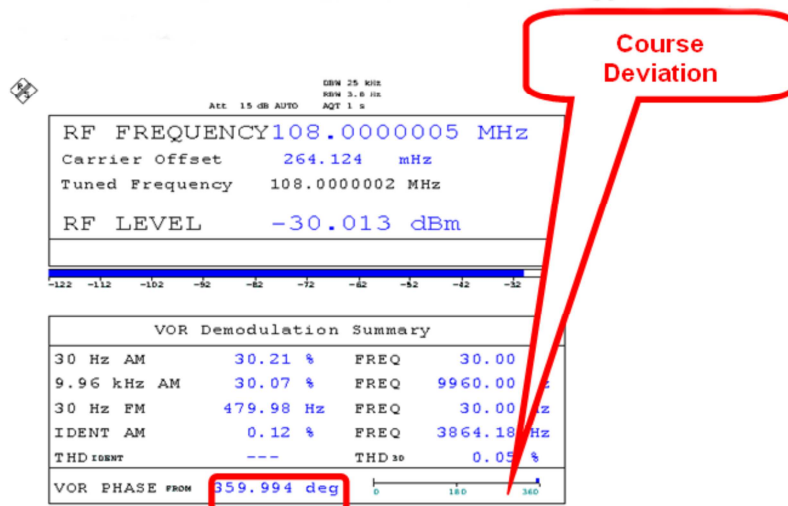 Course
Deviation
DBW 25 kHz
RBW 3.0 Hz
Att 15 dB AUTO AQT 1 s
RF FREQUENCY 108.0000005 MHz
Carrier Offset 264.124 mHz
Tuned Frequency 108.0000002 MHz
RF LEVEL -30.013 dBm
-122 -112 -102 -92 -82 -72 -62 -52 -42 -32
VOR Demodulation Summary
30 Hz AM 30.21 % FREQ 30.00
9.96 kHz AM 30.07 % FREQ 9960.00 Hz
30 Hz FM 479.98 Hz FREQ 30.00 Hz
IDENT AM 0.12 % FREQ 3864.18 Hz
THD IDENT --- THD 30 0.05 %
VOR PHASE FROM 359.994 deg 0 180 360